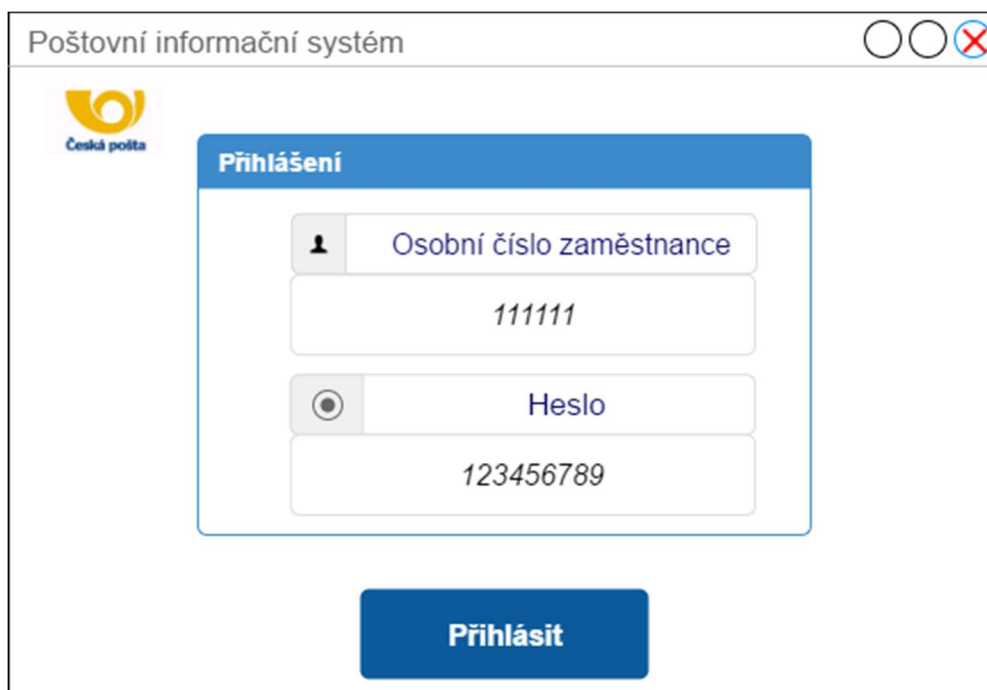 Poštovní informační systém
Česká pošta
Přihlášení
Osobní číslo zaměstnance
111111
Heslo
123456789
Přihlásit